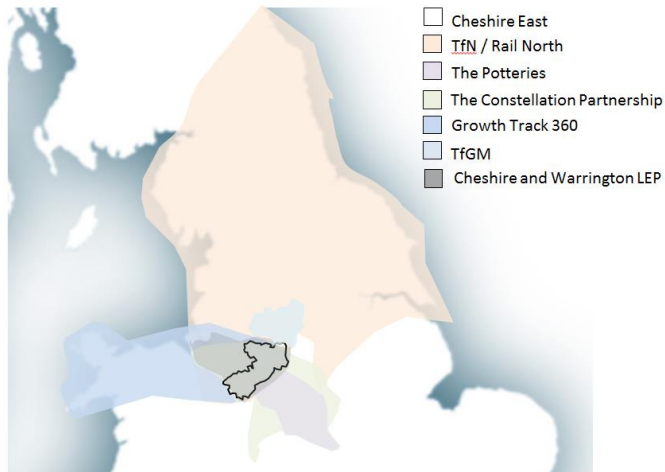 Cheshire East
TfN / Rail North
The Potteries
The Constellation Partnership
Growth Track 360
TfGM
Cheshire and Warrington LEP